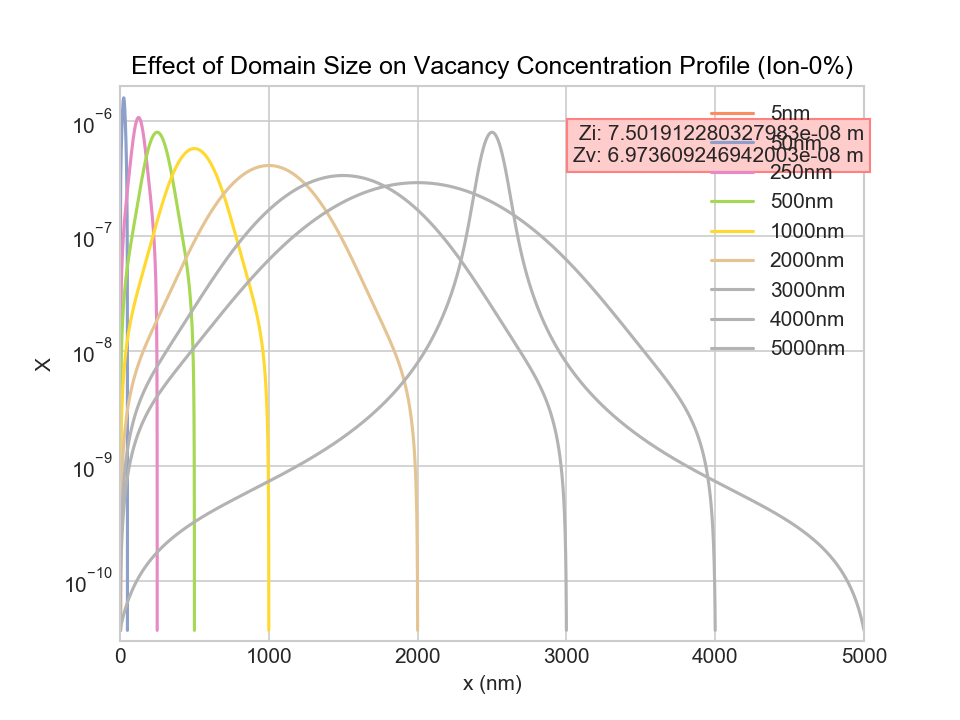 Effect of Domain Size on Vacancy Concentration Profile (Ion-0%)
5nm
Zi: 7.501912280327983e-08 m
50nm
Zv: 6.973609246942003e-08 m
250nm
500nm
1000nm
2000nm
3000nm
4000nm
5000nm
10⁻⁶
10⁻⁷
10⁻⁸
10⁻⁹
10⁻¹⁰
X
0 1000 2000 3000 4000 5000
x (nm)